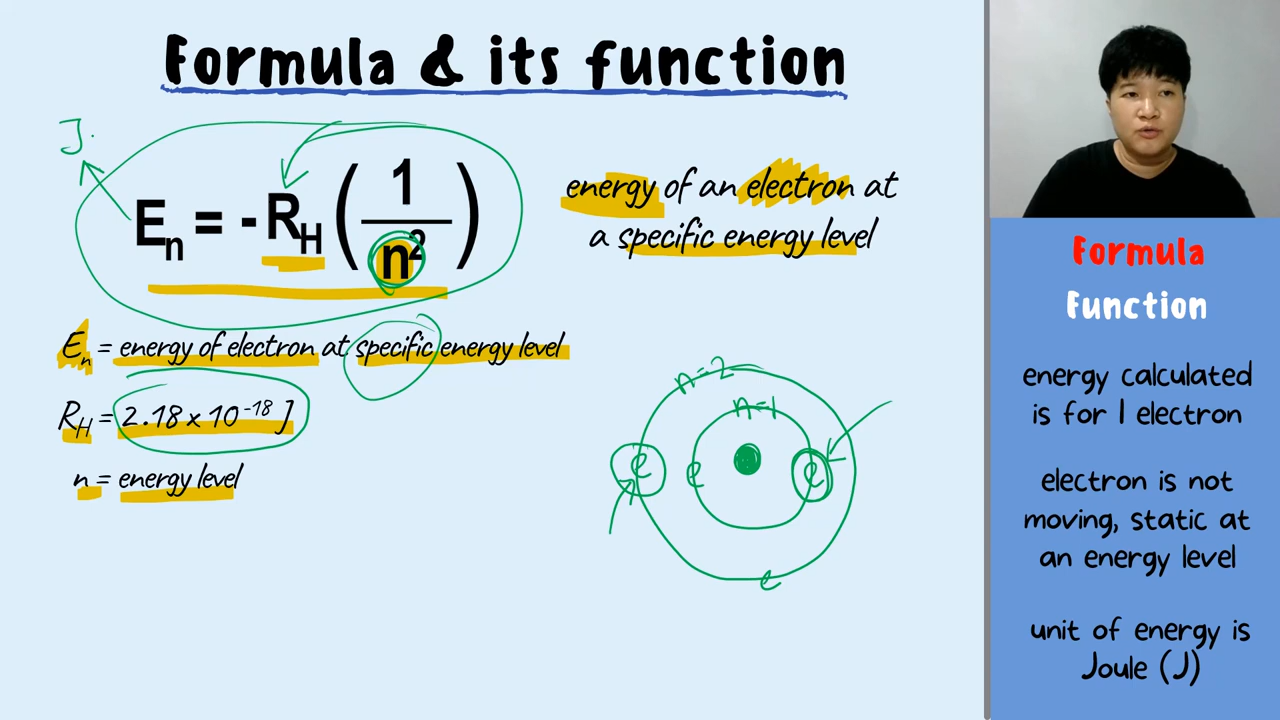 Formula & its function
J.
Eₙ = -R_H (1/n²)
energy of an electron at
a specific energy level
Eₙ = energy of electron at specific energy level
R_H = 2.18 x 10⁻¹⁸ J
n = energy level
n=2
n=1
e
e
e
e
Formula
Function
energy calculated
is for 1 electron
electron is not
moving, static at
an energy level
unit of energy is
Joule (J)